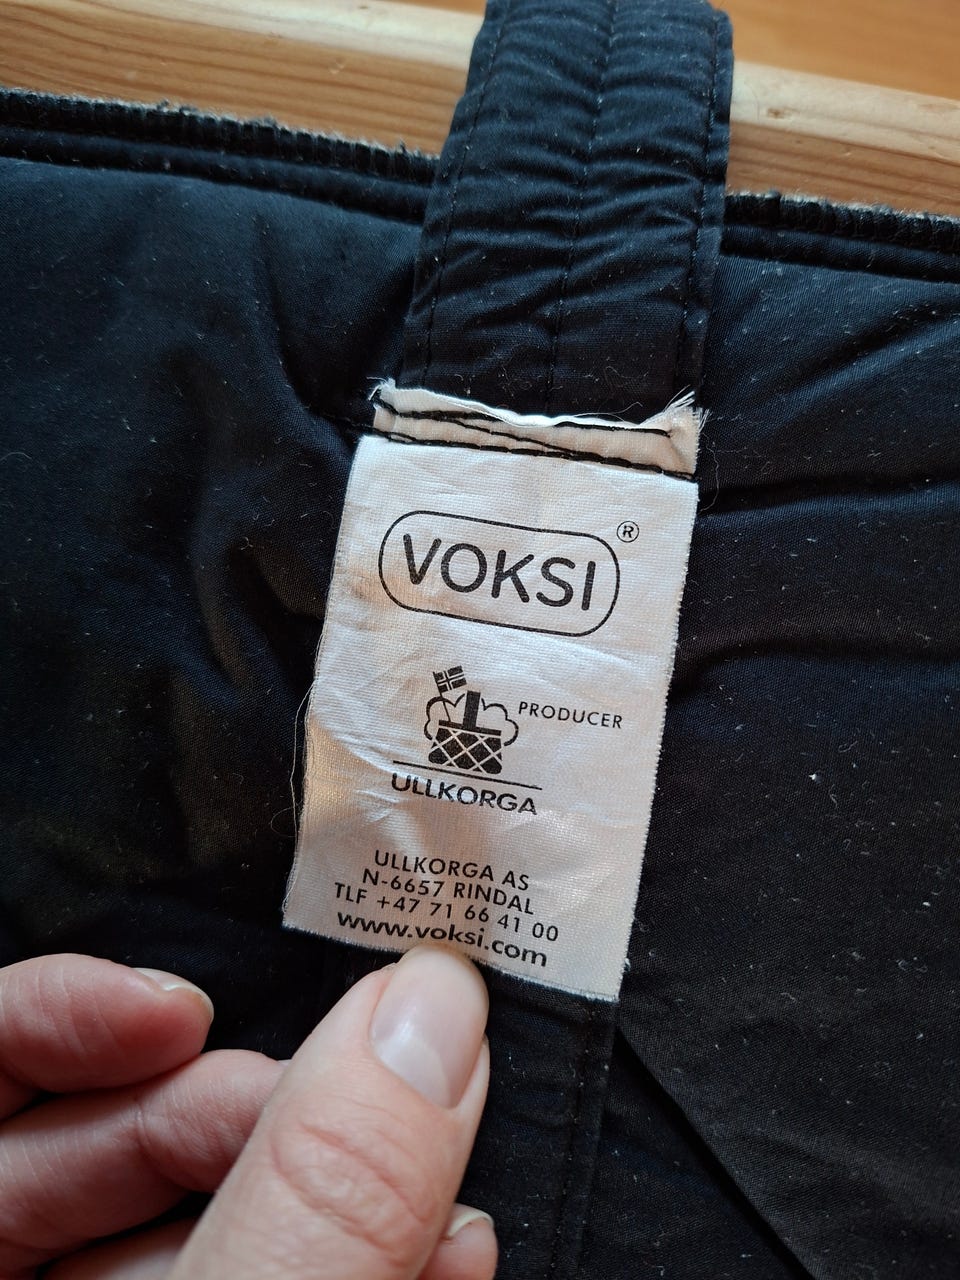 VOKSI®
PRODUCER
ULLKORGA
ULLKORGA AS
N-6657 RINDAL
TLF +47 71 66 41 00
www.voksi.com